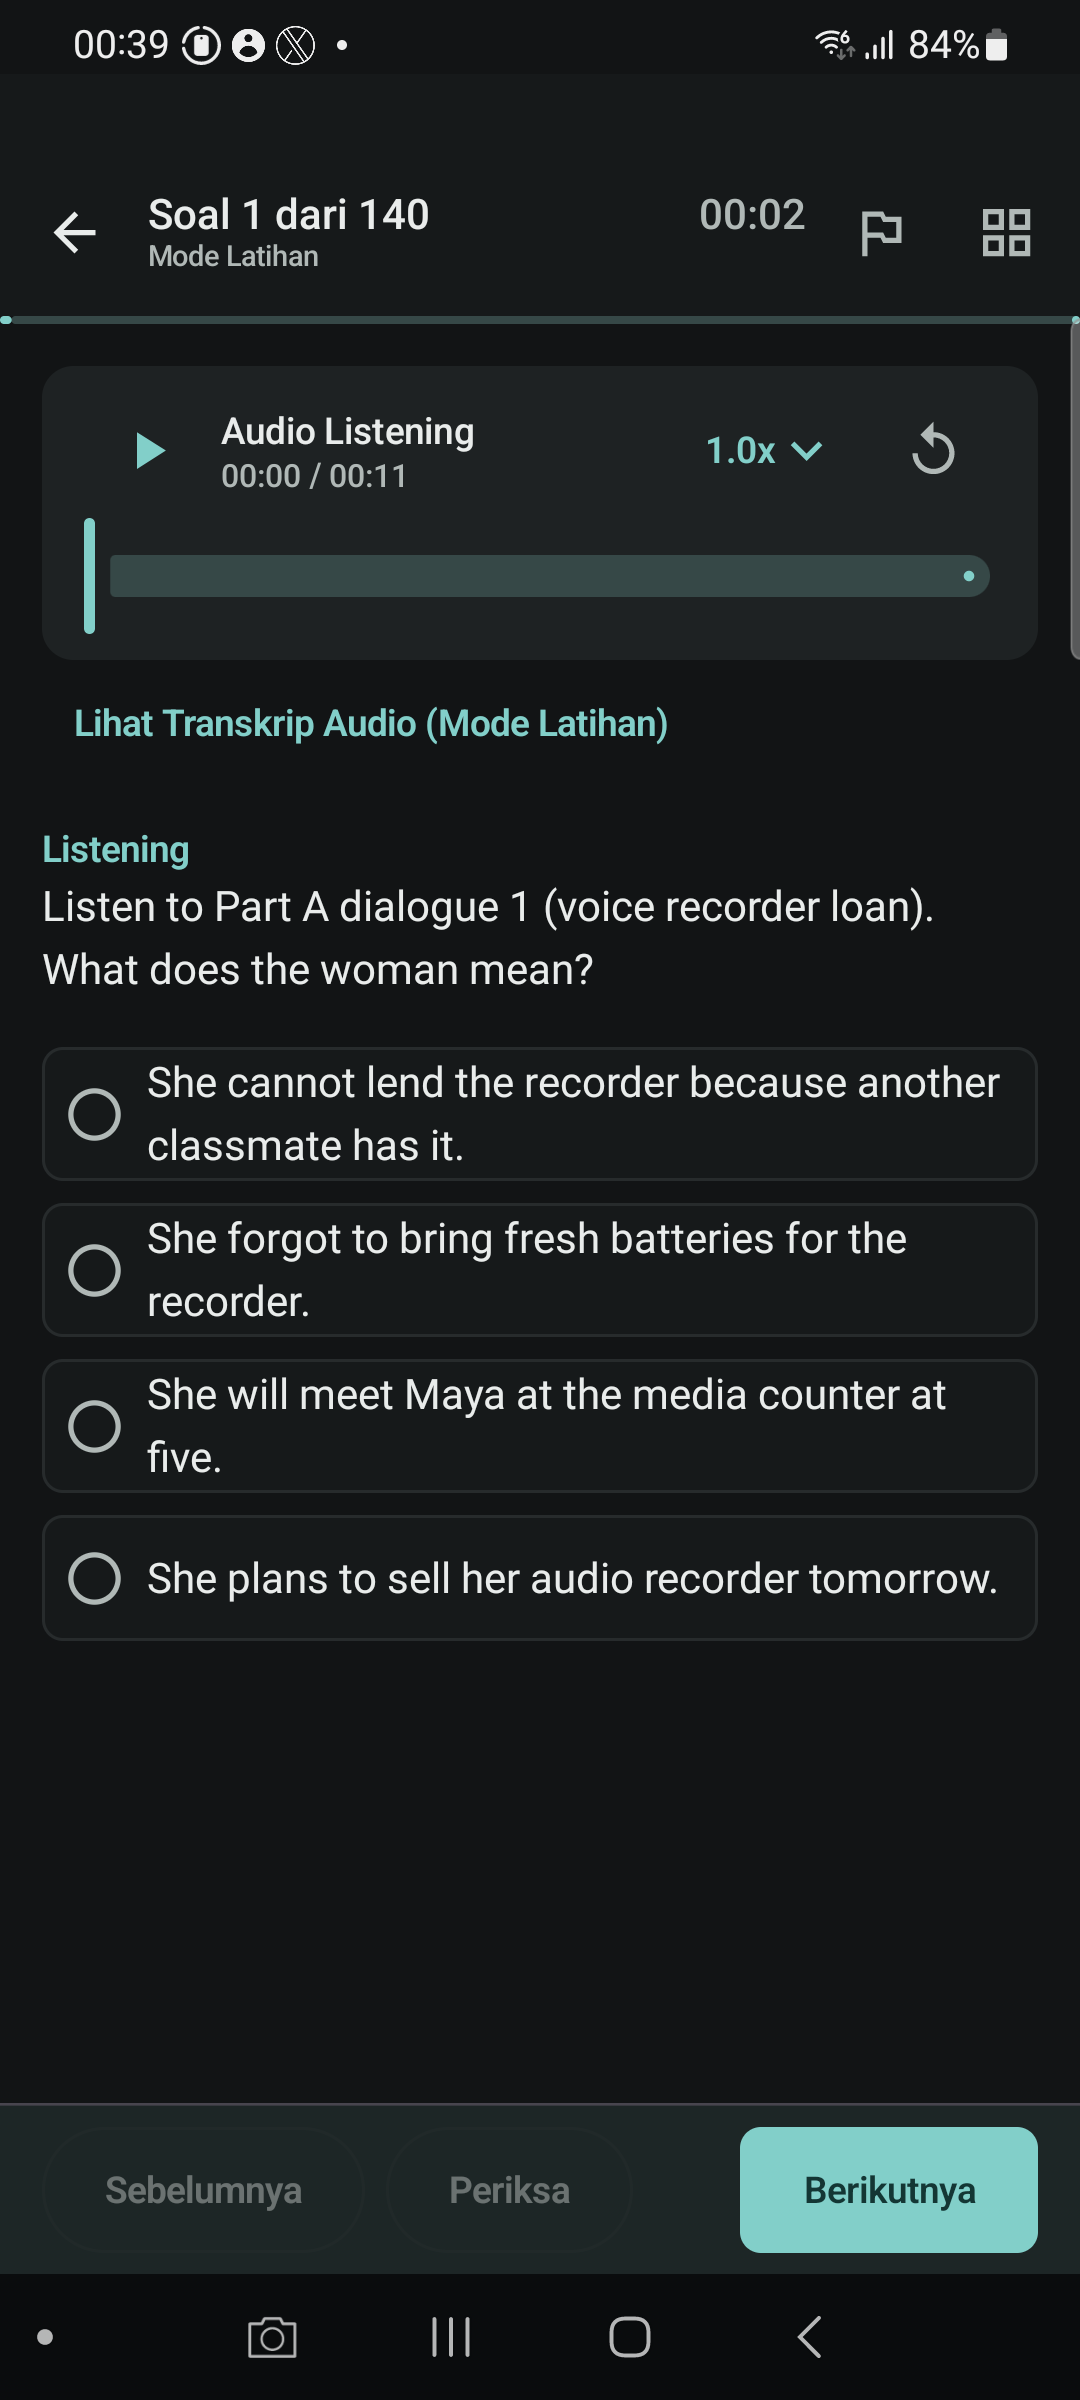 00:39
84%
Soal 1 dari 140
00:02
Mode Latihan
Audio Listening
00:00 / 00:11
1.0x
Lihat Transkrip Audio (Mode Latihan)
Listening
Listen to Part A dialogue 1 (voice recorder loan).
What does the woman mean?
She cannot lend the recorder because another
classmate has it.
She forgot to bring fresh batteries for the
recorder.
She will meet Maya at the media counter at
five.
She plans to sell her audio recorder tomorrow.
Sebelumnya
Periksa
Berikutnya